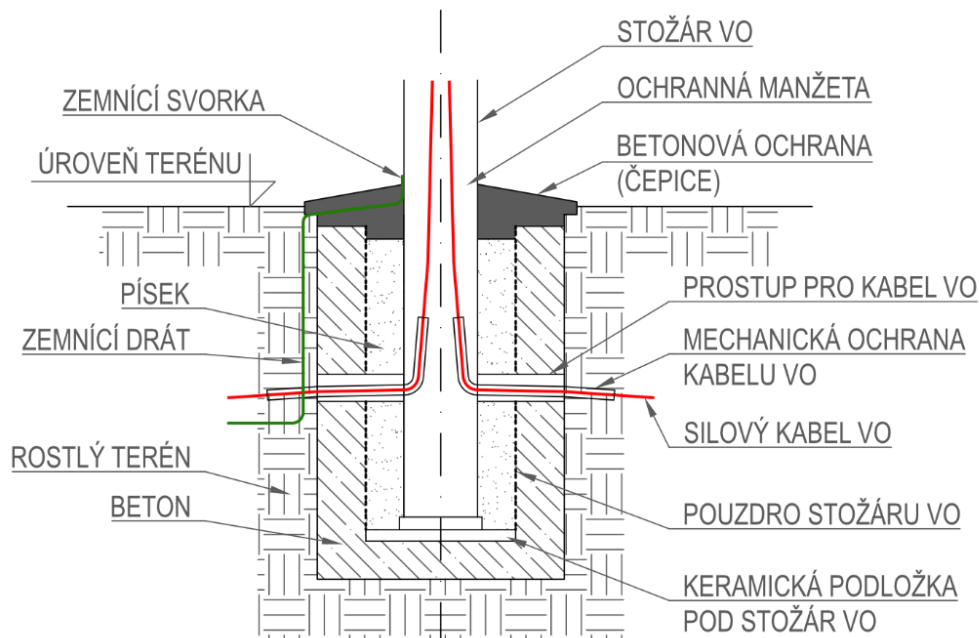 STOŽÁR VO
ZEMNÍCÍ SVORKA
OCHRANNÁ MANŽETA
ÚROVEŇ TERÉNU
BETONOVÁ OCHRANA
(ČEPICE)
PÍSEK
PROSTUP PRO KABEL VO
ZEMNÍCÍ DRÁT
MECHANICKÁ OCHRANA
KABELU VO
SILOVÝ KABEL VO
ROSTLÝ TERÉN
BETON
POUZDRO STOŽÁRU VO
KERAMICKÁ PODLOŽKA
POD STOŽÁR VO